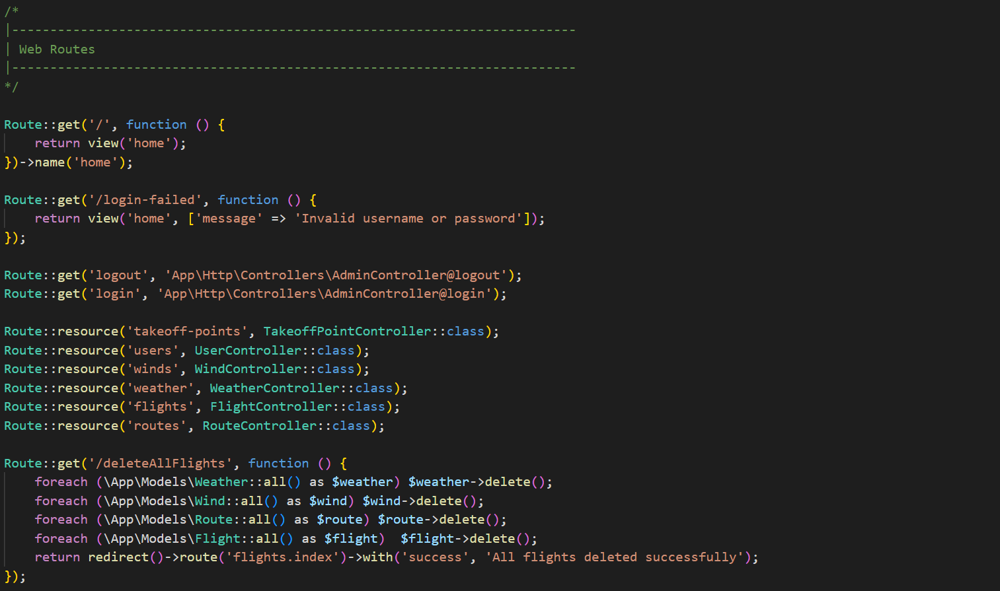 /*
|--------------------------------------------------------------------------
| Web Routes
|--------------------------------------------------------------------------
*/

Route::get('/', function () {
    return view('home');
})->name('home');

Route::get('/login-failed', function () {
    return view('home', ['message' => 'Invalid username or password']);
});

Route::get('logout', 'App\Http\Controllers\AdminController@logout');
Route::get('login', 'App\Http\Controllers\AdminController@login');

Route::resource('takeoff-points', TakeoffPointController::class);
Route::resource('users', UserController::class);
Route::resource('winds', WindController::class);
Route::resource('weather', WeatherController::class);
Route::resource('flights', FlightController::class);
Route::resource('routes', RouteController::class);

Route::get('/deleteAllFlights', function () {
    foreach (\App\Models\Weather::all() as $weather) $weather->delete();
    foreach (\App\Models\Wind::all() as $wind) $wind->delete();
    foreach (\App\Models\Route::all() as $route) $route->delete();
    foreach (\App\Models\Flight::all() as $flight)  $flight->delete();
    return redirect()->route('flights.index')->with('success', 'All flights deleted successfully');
});